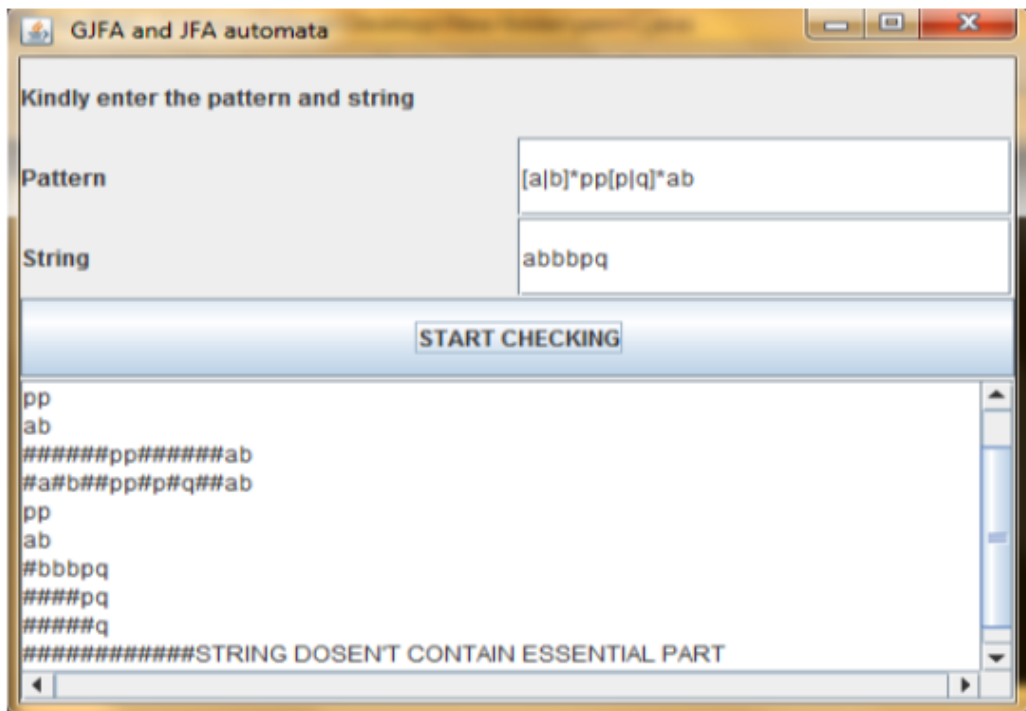 GJFA and JFA automata
Kindly enter the pattern and string
Pattern
[a|b]*pp[p|q]*ab
String
abbbpq
START CHECKING
pp
ab
######pp######ab
#a#b##pp#p#q##ab
pp
ab
#bbbpq
####pq
#####q
############STRING DOSEN'T CONTAIN ESSENTIAL PART